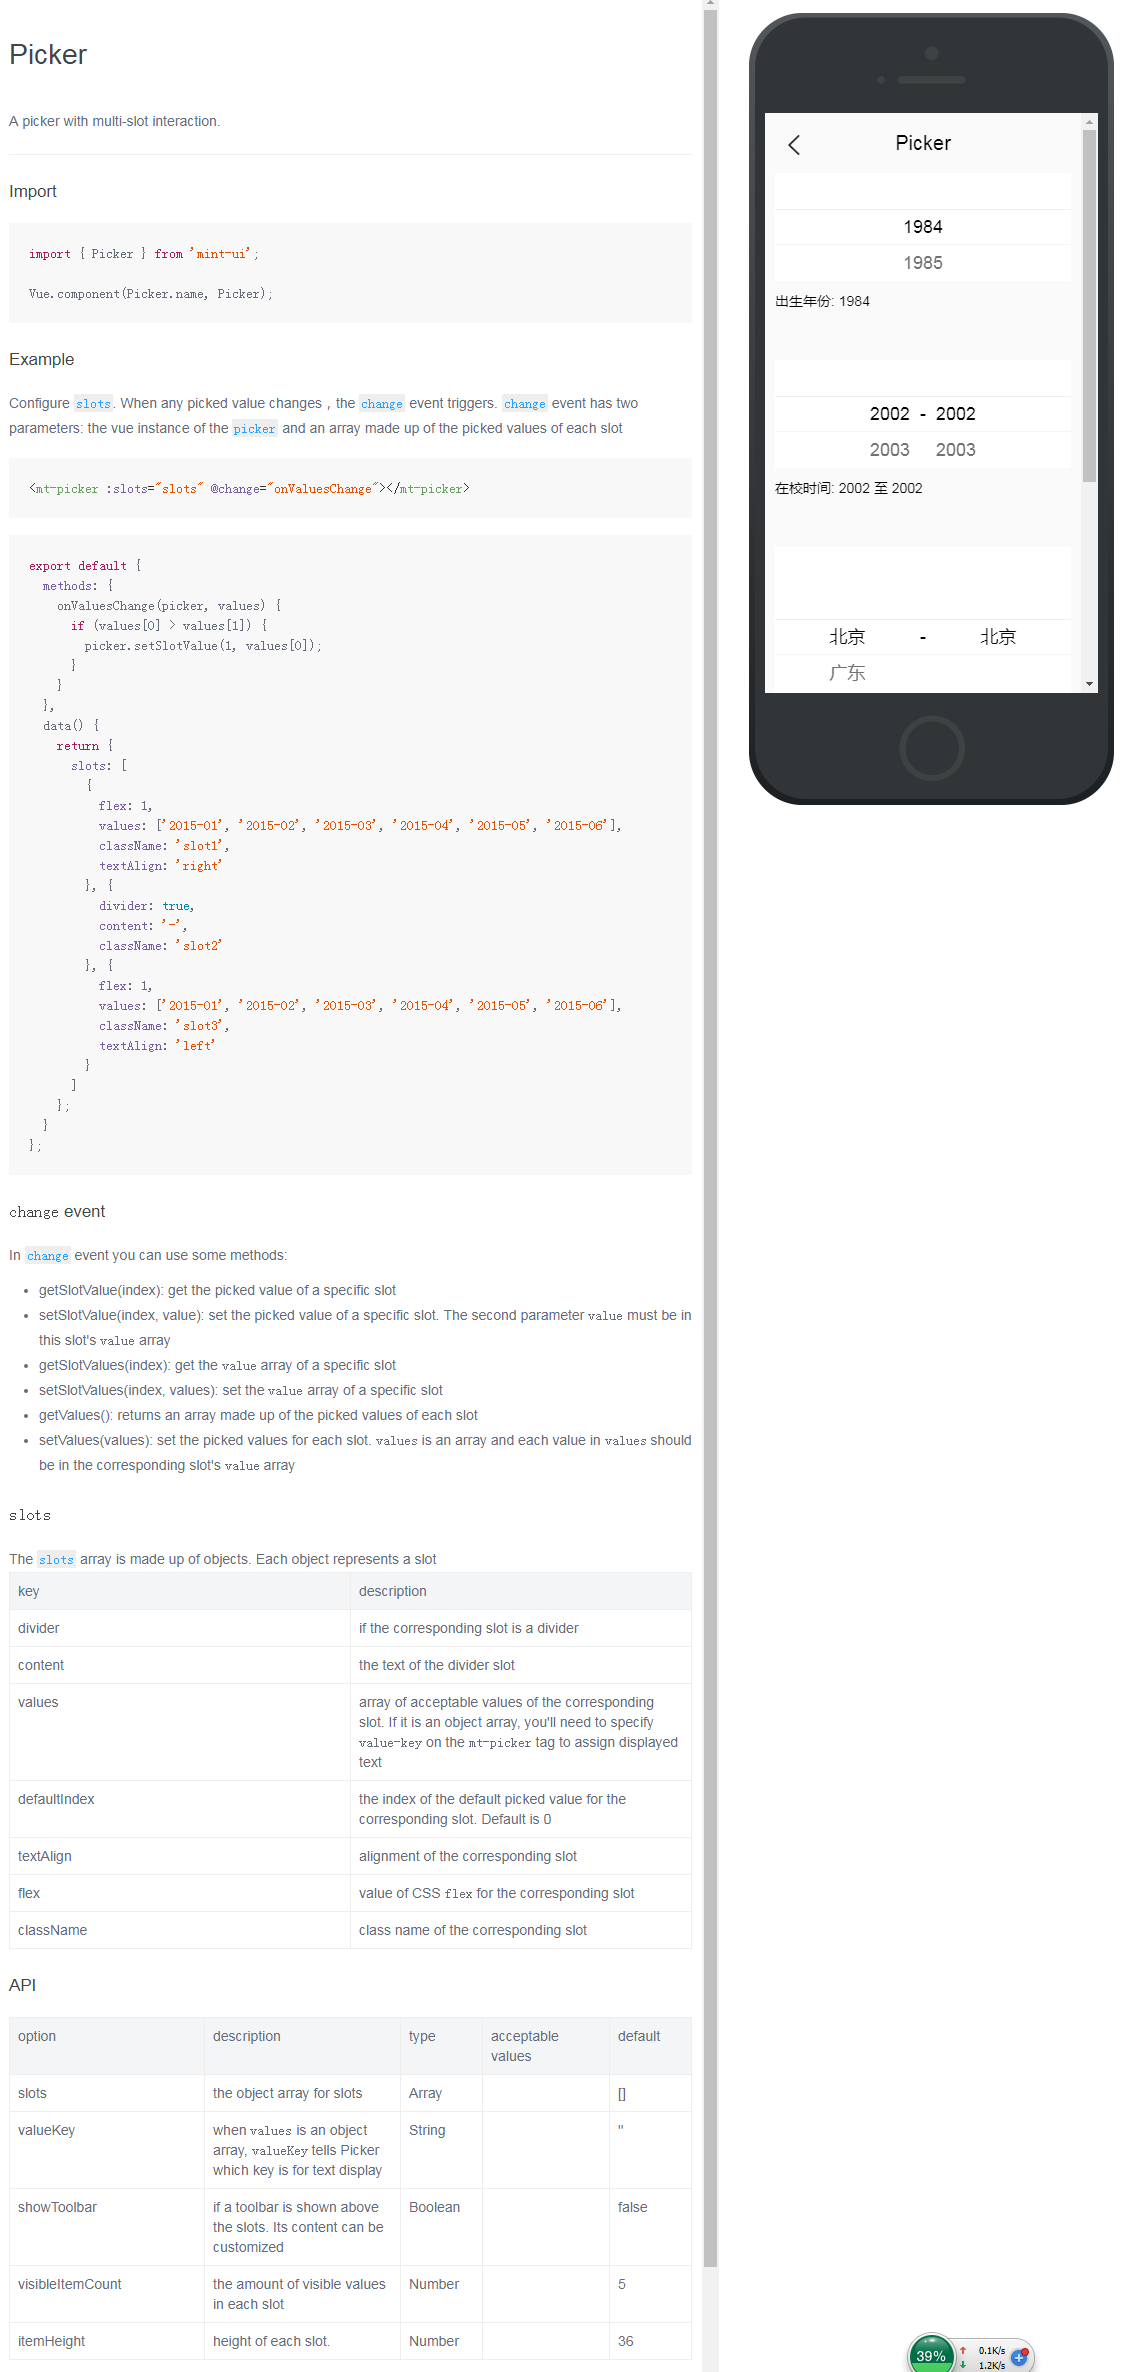 Picker
A picker with multi-slot interaction.
Import
import { Picker } from 'mint-ui';
Vue.component(Picker.name, Picker);
Example
Configure slots. When any picked value changes，the change event triggers. change event has two
parameters: the vue instance of the picker and an array made up of the picked values of each slot
<mt-picker :slots="slots" @change="onValuesChange"></mt-picker>
export default {
  methods: {
    onValuesChange(picker, values) {
      if (values[0] > values[1]) {
        picker.setSlotValue(1, values[0]);
      }
    }
  },
  data() {
    return {
      slots: [
        {
          flex: 1,
          values: ['2015-01', '2015-02', '2015-03', '2015-04', '2015-05', '2015-06'],
          className: 'slot1',
          textAlign: 'right'
        }, {
          divider: true,
          content: '-',
          className: 'slot2'
        }, {
          flex: 1,
          values: ['2015-01', '2015-02', '2015-03', '2015-04', '2015-05', '2015-06'],
          className: 'slot3',
          textAlign: 'left'
        }
      ]
    };
  }
};
change event
In change event you can use some methods:
• getSlotValue(index): get the picked value of a specific slot
• setSlotValue(index, value): set the picked value of a specific slot. The second parameter value must be in
this slot's value array
• getSlotValues(index): get the value array of a specific slot
• setSlotValues(index, values): set the value array of a specific slot
• getValues(): returns an array made up of the picked values of each slot
• setValues(values): set the picked values for each slot. values is an array and each value in values should
be in the corresponding slot's value array
slots
The slots array is made up of objects. Each object represents a slot
key description
divider if the corresponding slot is a divider
content the text of the divider slot
values array of acceptable values of the corresponding
slot. If it is an object array, you'll need to specify
value-key on the mt-picker tag to assign displayed
text
defaultIndex the index of the default picked value for the
corresponding slot. Default is 0
textAlign alignment of the corresponding slot
flex value of CSS flex for the corresponding slot
className class name of the corresponding slot
API
option description type acceptable default
values
slots the object array for slots Array []
valueKey when values is an object String ''
array, valueKey tells Picker
which key is for text display
showToolbar if a toolbar is shown above Boolean false
the slots. Its content can be
customized
visibleItemCount the amount of visible values Number 5
in each slot
itemHeight height of each slot. Number 36
Picker
1984
1985
出生年份: 1984
2002 - 2002
2003 2003
在校时间: 2002 至 2002
北京 - 北京
广东
39%
0.1K/s
1.2K/s